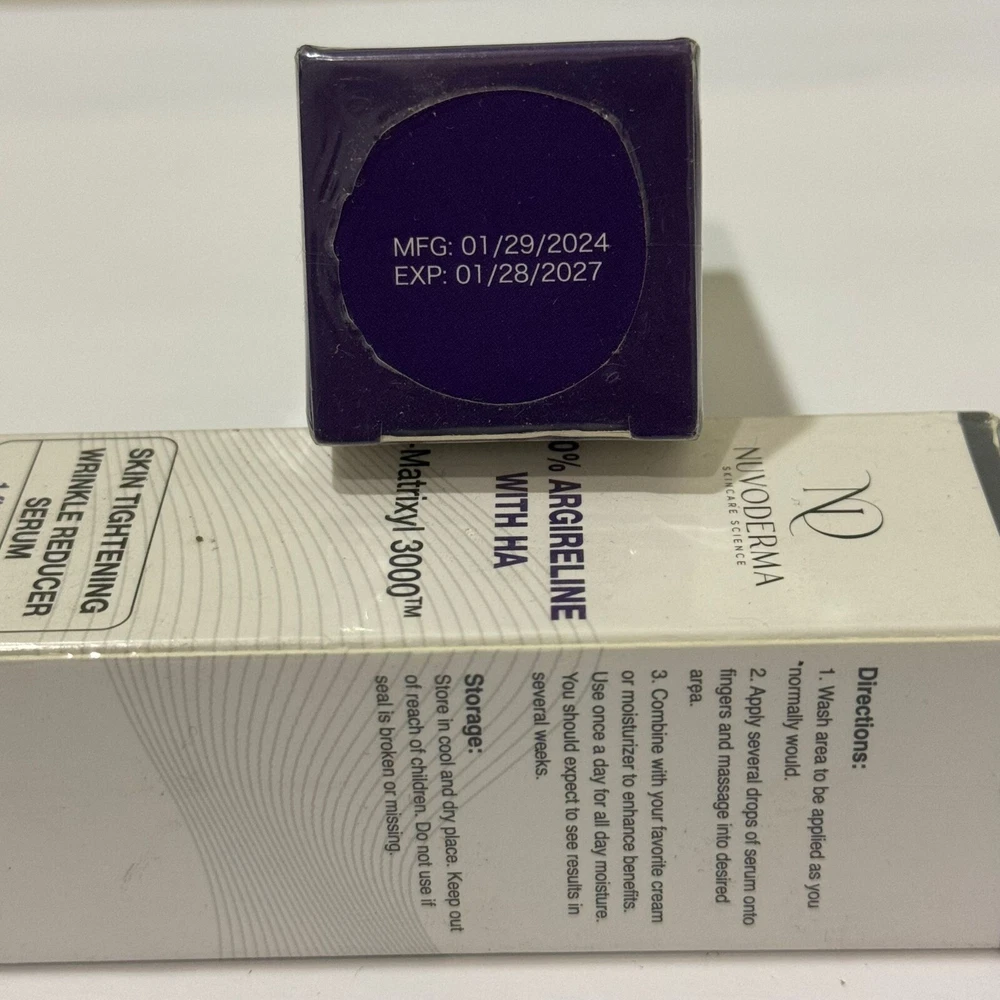 MFG: 01/29/2024
EXP: 01/28/2027
ND
NUVODERMA
SKINCARE SCIENCE
0% ARGIRELINE
WITH HA
Matrixyl 3000™
SKIN TIGHTENING
WRINKLE REDUCER
SERUM
Directions:
1. Wash area to be applied as you
*normally would.
2. Apply several drops of serum onto
fingers and massage into desired
area.
3. Combine with your favorite cream
or moisturizer to enhance benefits.
Use once a day for all day moisture.
You should expect to see results in
several weeks.
Storage:
Store in cool and dry place. Keep out
of reach of children. Do not use if
seal is broken or missing.